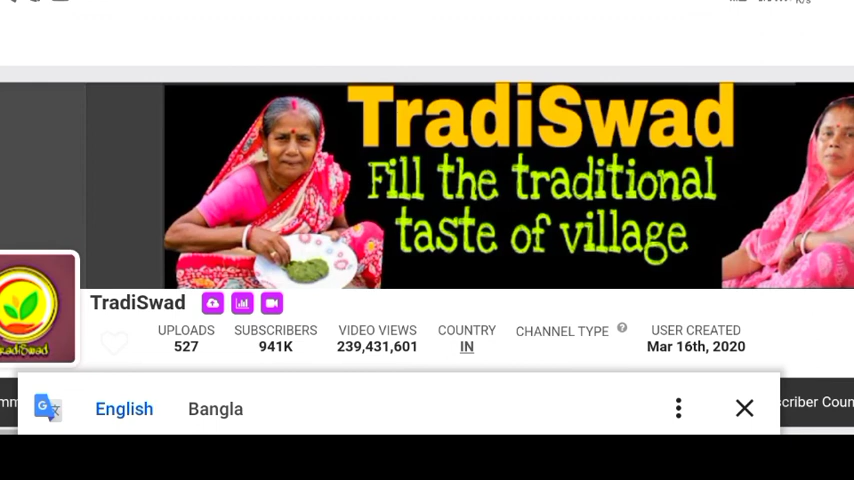 K/s
TradiSwad
Fill the traditional
taste of village
TradiSwad
UPLOADS SUBSCRIBERS VIDEO VIEWS COUNTRY CHANNEL TYPE ? USER CREATED
527 941K 239,431,601 IN Mar 16th, 2020
English Bangla